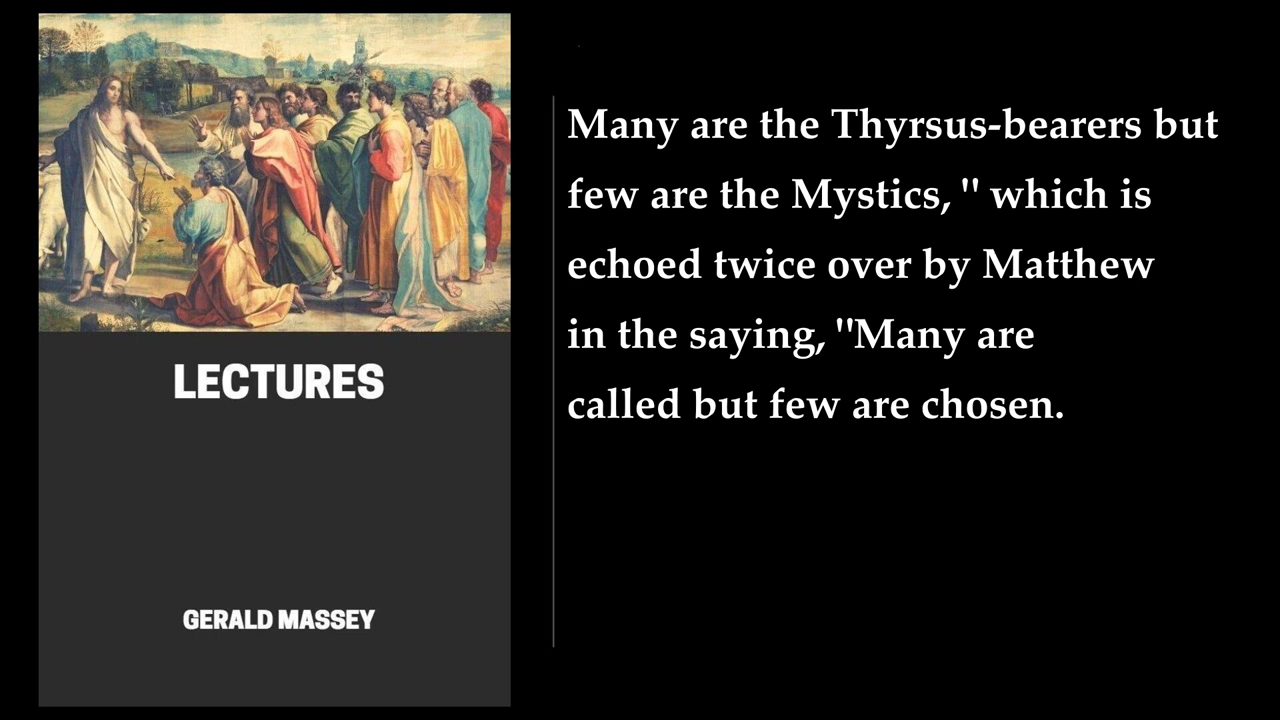 LECTURES
GERALD MASSEY
Many are the Thyrsus-bearers but
few are the Mystics, " which is
echoed twice over by Matthew
in the saying, "Many are
called but few are chosen.